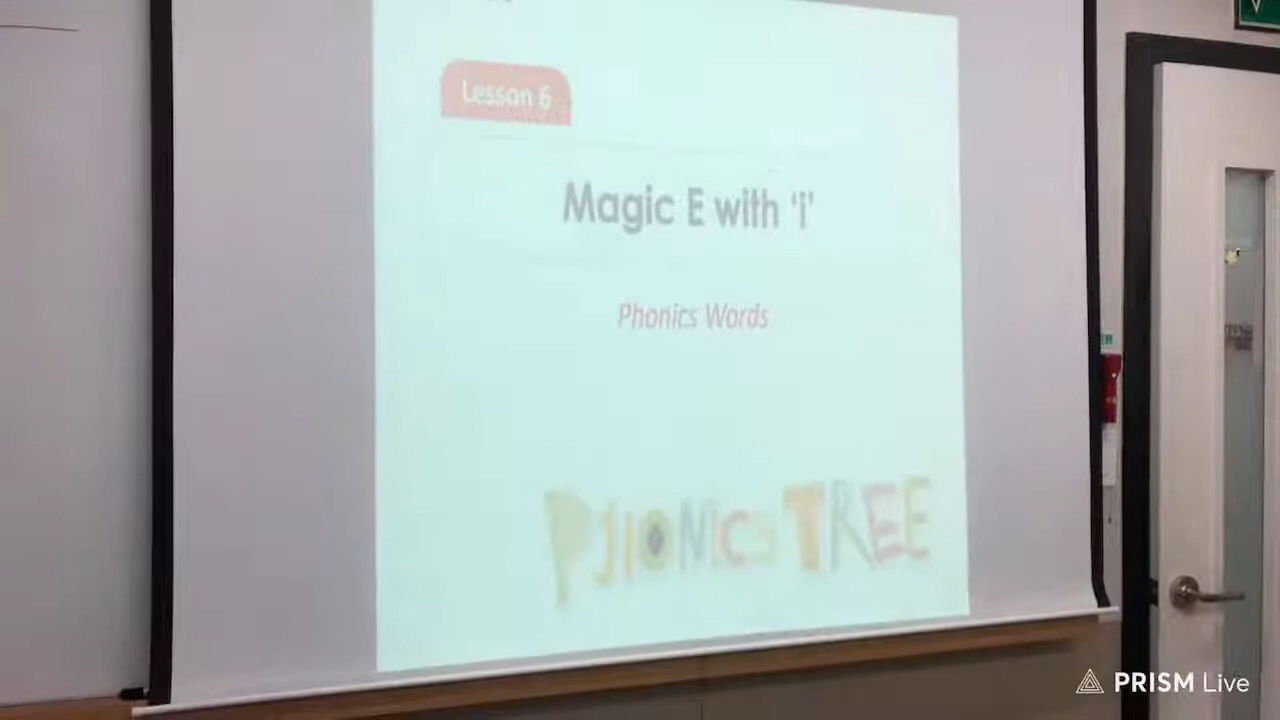 Lesson 6
Magic E with ‘i’
Phonics Words
PHONICS TREE
PRISM Live